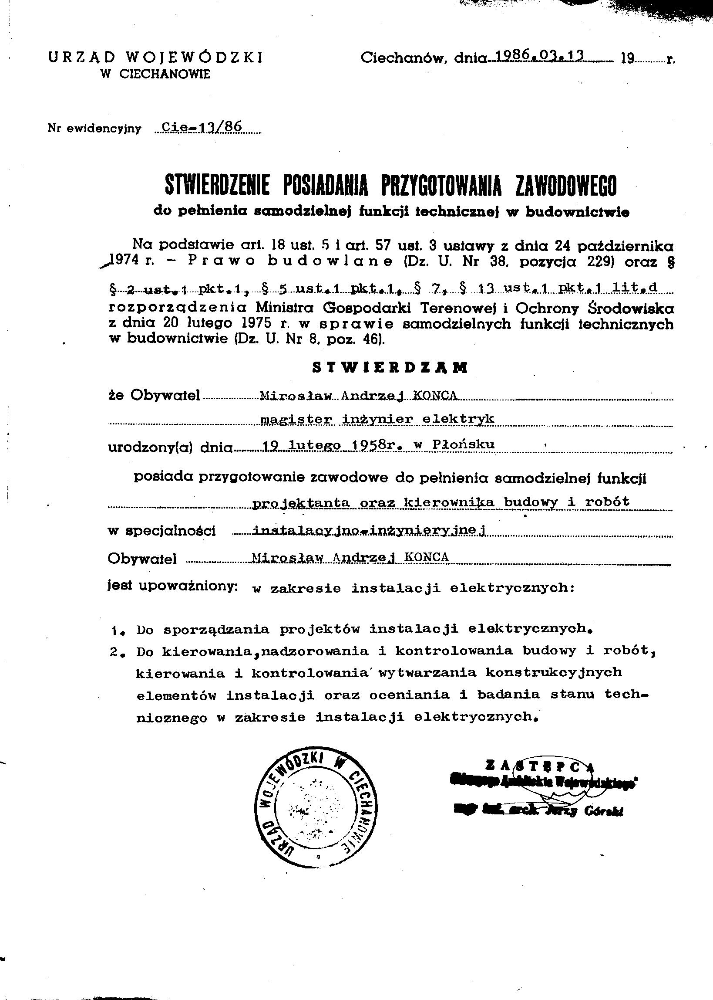 URZĄD WOJEWÓDZKI
W CIECHANOWIE
Ciechanów, dnia 1986.03.13 19 r.
Nr ewidencyjny Cie-13/86
STWIERDZENIE POSIADANIA PRZYGOTOWANIA ZAWODOWEGO
do pełnienia samodzielnej funkcji technicznej w budownictwie
Na podstawie art. 18 ust. 5 i art. 57 ust. 3 ustawy z dnia 24 października
1974 r. – Prawo budowlane (Dz. U. Nr 38, pozycja 229) oraz §
§ 2 ust.1 pkt.1, § 5 ust.1 pkt.1, § 7, § 13 ust.1 pkt.1 lit.d
rozporządzenia Ministra Gospodarki Terenowej i Ochrony Środowiska
z dnia 20 lutego 1975 r. w sprawie samodzielnych funkcji technicznych
w budownictwie (Dz. U. Nr 8, poz. 46).
STWIERDZAM
że Obywatel Mirosław Andrzej KONCA
magister inżynier elektryk
urodzony(a) dnia 19 lutego 1958r. w Płońsku
posiada przygotowanie zawodowe do pełnienia samodzielnej funkcji
projektanta oraz kierownika budowy i robót
w specjalności instalacyjno-inżynieryjnej
Obywatel Mirosław Andrzej KONCA
jest upoważniony: w zakresie instalacji elektrycznych:
1. Do sporządzania projektów instalacji elektrycznych.
2. Do kierowania,nadzorowania i kontrolowania budowy i robót,
kierowania i kontrolowania wytwarzania konstrukcyjnych
elementów instalacji oraz oceniania i badania stanu tech-
nicznego w zakresie instalacji elektrycznych.
URZĄD WOJEWÓDZKI W CIECHANOWIE
ZASTĘPCA
Głównego Architekta Wojewódzkiego
mgr inż. arch. Jerzy Górski